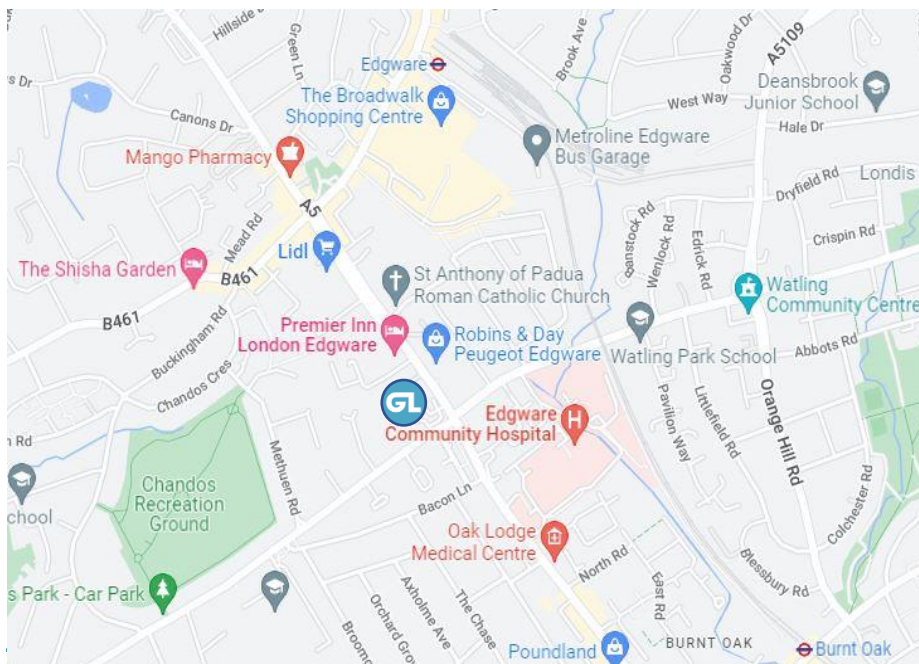 Hillside
Green Ln
Brook Ave
Oakwood Dr
A5109
Edgware
The Broadwalk
Shopping Centre
West Way
Deansbrook
Junior School
Hale Dr
Canons Dr
Mango Pharmacy
Metroline Edgware
Bus Garage
Dryfield Rd
Londis
A5
Mead Rd
Lidl
Wenlock Rd
Edrick Rd
Crispin Rd
The Shisha Garden
B461
St Anthony of Padua
Roman Catholic Church
Watling
Community Centre
B461
Buckingham Rd
Premier Inn
London Edgware
Robins & Day
Peugeot Edgware
Watling Park School
Abbots Rd
Chandos Cres
GL
Edgware
Community Hospital
H
Pavilion Way
Littlefield Rd
Orange Hill Rd
Methuen Rd
Chandos
Recreation
Ground
Bacon Ln
Colchester Rd
Oak Lodge
Medical Centre
North Rd
Blessbury Rd
s Park - Car Park
Axholme Ave
The Chase
East Rd
Orchard Gro
Broomg
Poundland
BURNT OAK
Burnt Oak